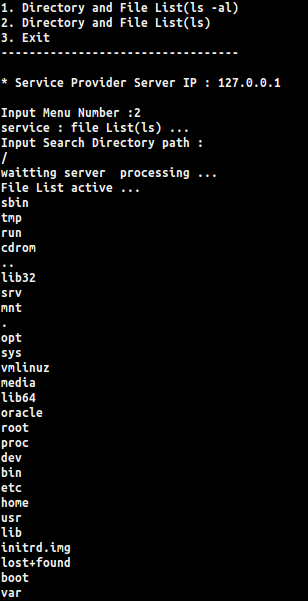 1. Directory and File List(ls -al)
2. Directory and File List(ls)
3. Exit
----------------------------------
* Service Provider Server IP : 127.0.0.1
Input Menu Number :2
service : file List(ls) ...
Input Search Directory path :
/
waitting server  processing ...
File List active ...
sbin
tmp
run
cdrom
..
lib32
srv
mnt
.
opt
sys
vmlinuz
media
lib64
oracle
root
proc
dev
bin
etc
home
usr
lib
initrd.img
lost+found
boot
var